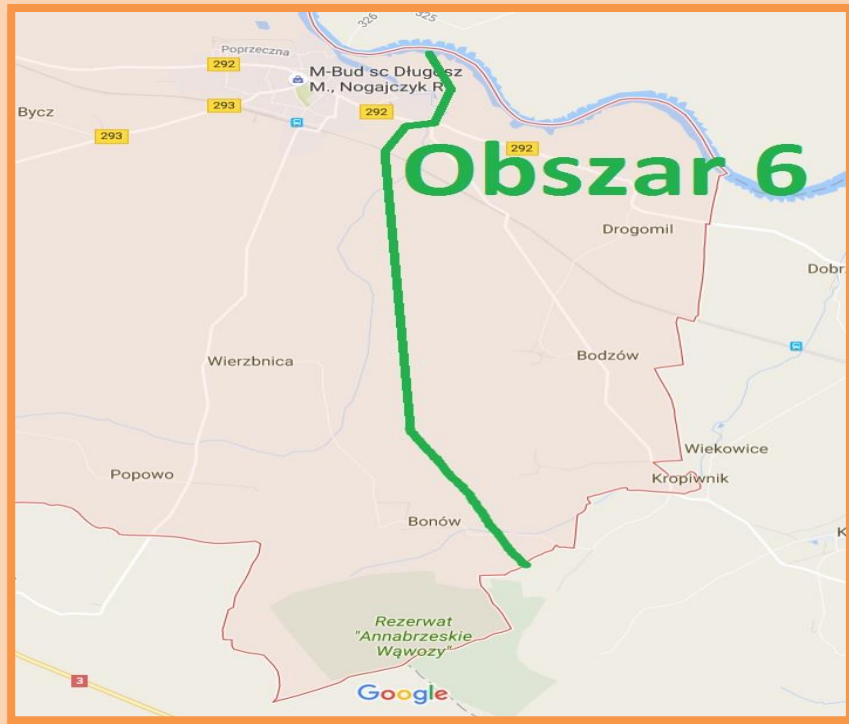 326
325
Poprzeczna
292
M-Bud sc Długosz
M., Nogajczyk R
Bycz
293
292
293
292
Obszar 6
Drogomil
Dobr
Wierzbnica
Bodzów
Wiekowice
Popowo
Kropiwnik
Bonów
K
Rezerwat
"Annabrzeskie
Wąwozy"
3
Google